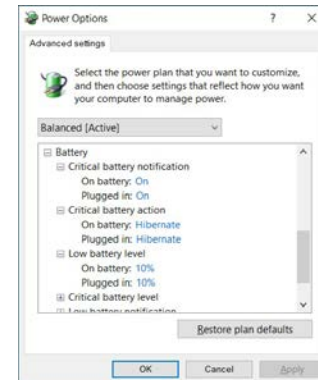 Power Options
Advanced settings
Select the power plan that you want to customize,
and then choose settings that reflect how you want
your computer to manage power.
Balanced [Active]
Battery
Critical battery notification
On battery: On
Plugged in: On
Critical battery action
On battery: Hibernate
Plugged in: Hibernate
Low battery level
On battery: 10%
Plugged in: 10%
Critical battery level
Low battery notification
Restore plan defaults
OK
Cancel
Apply